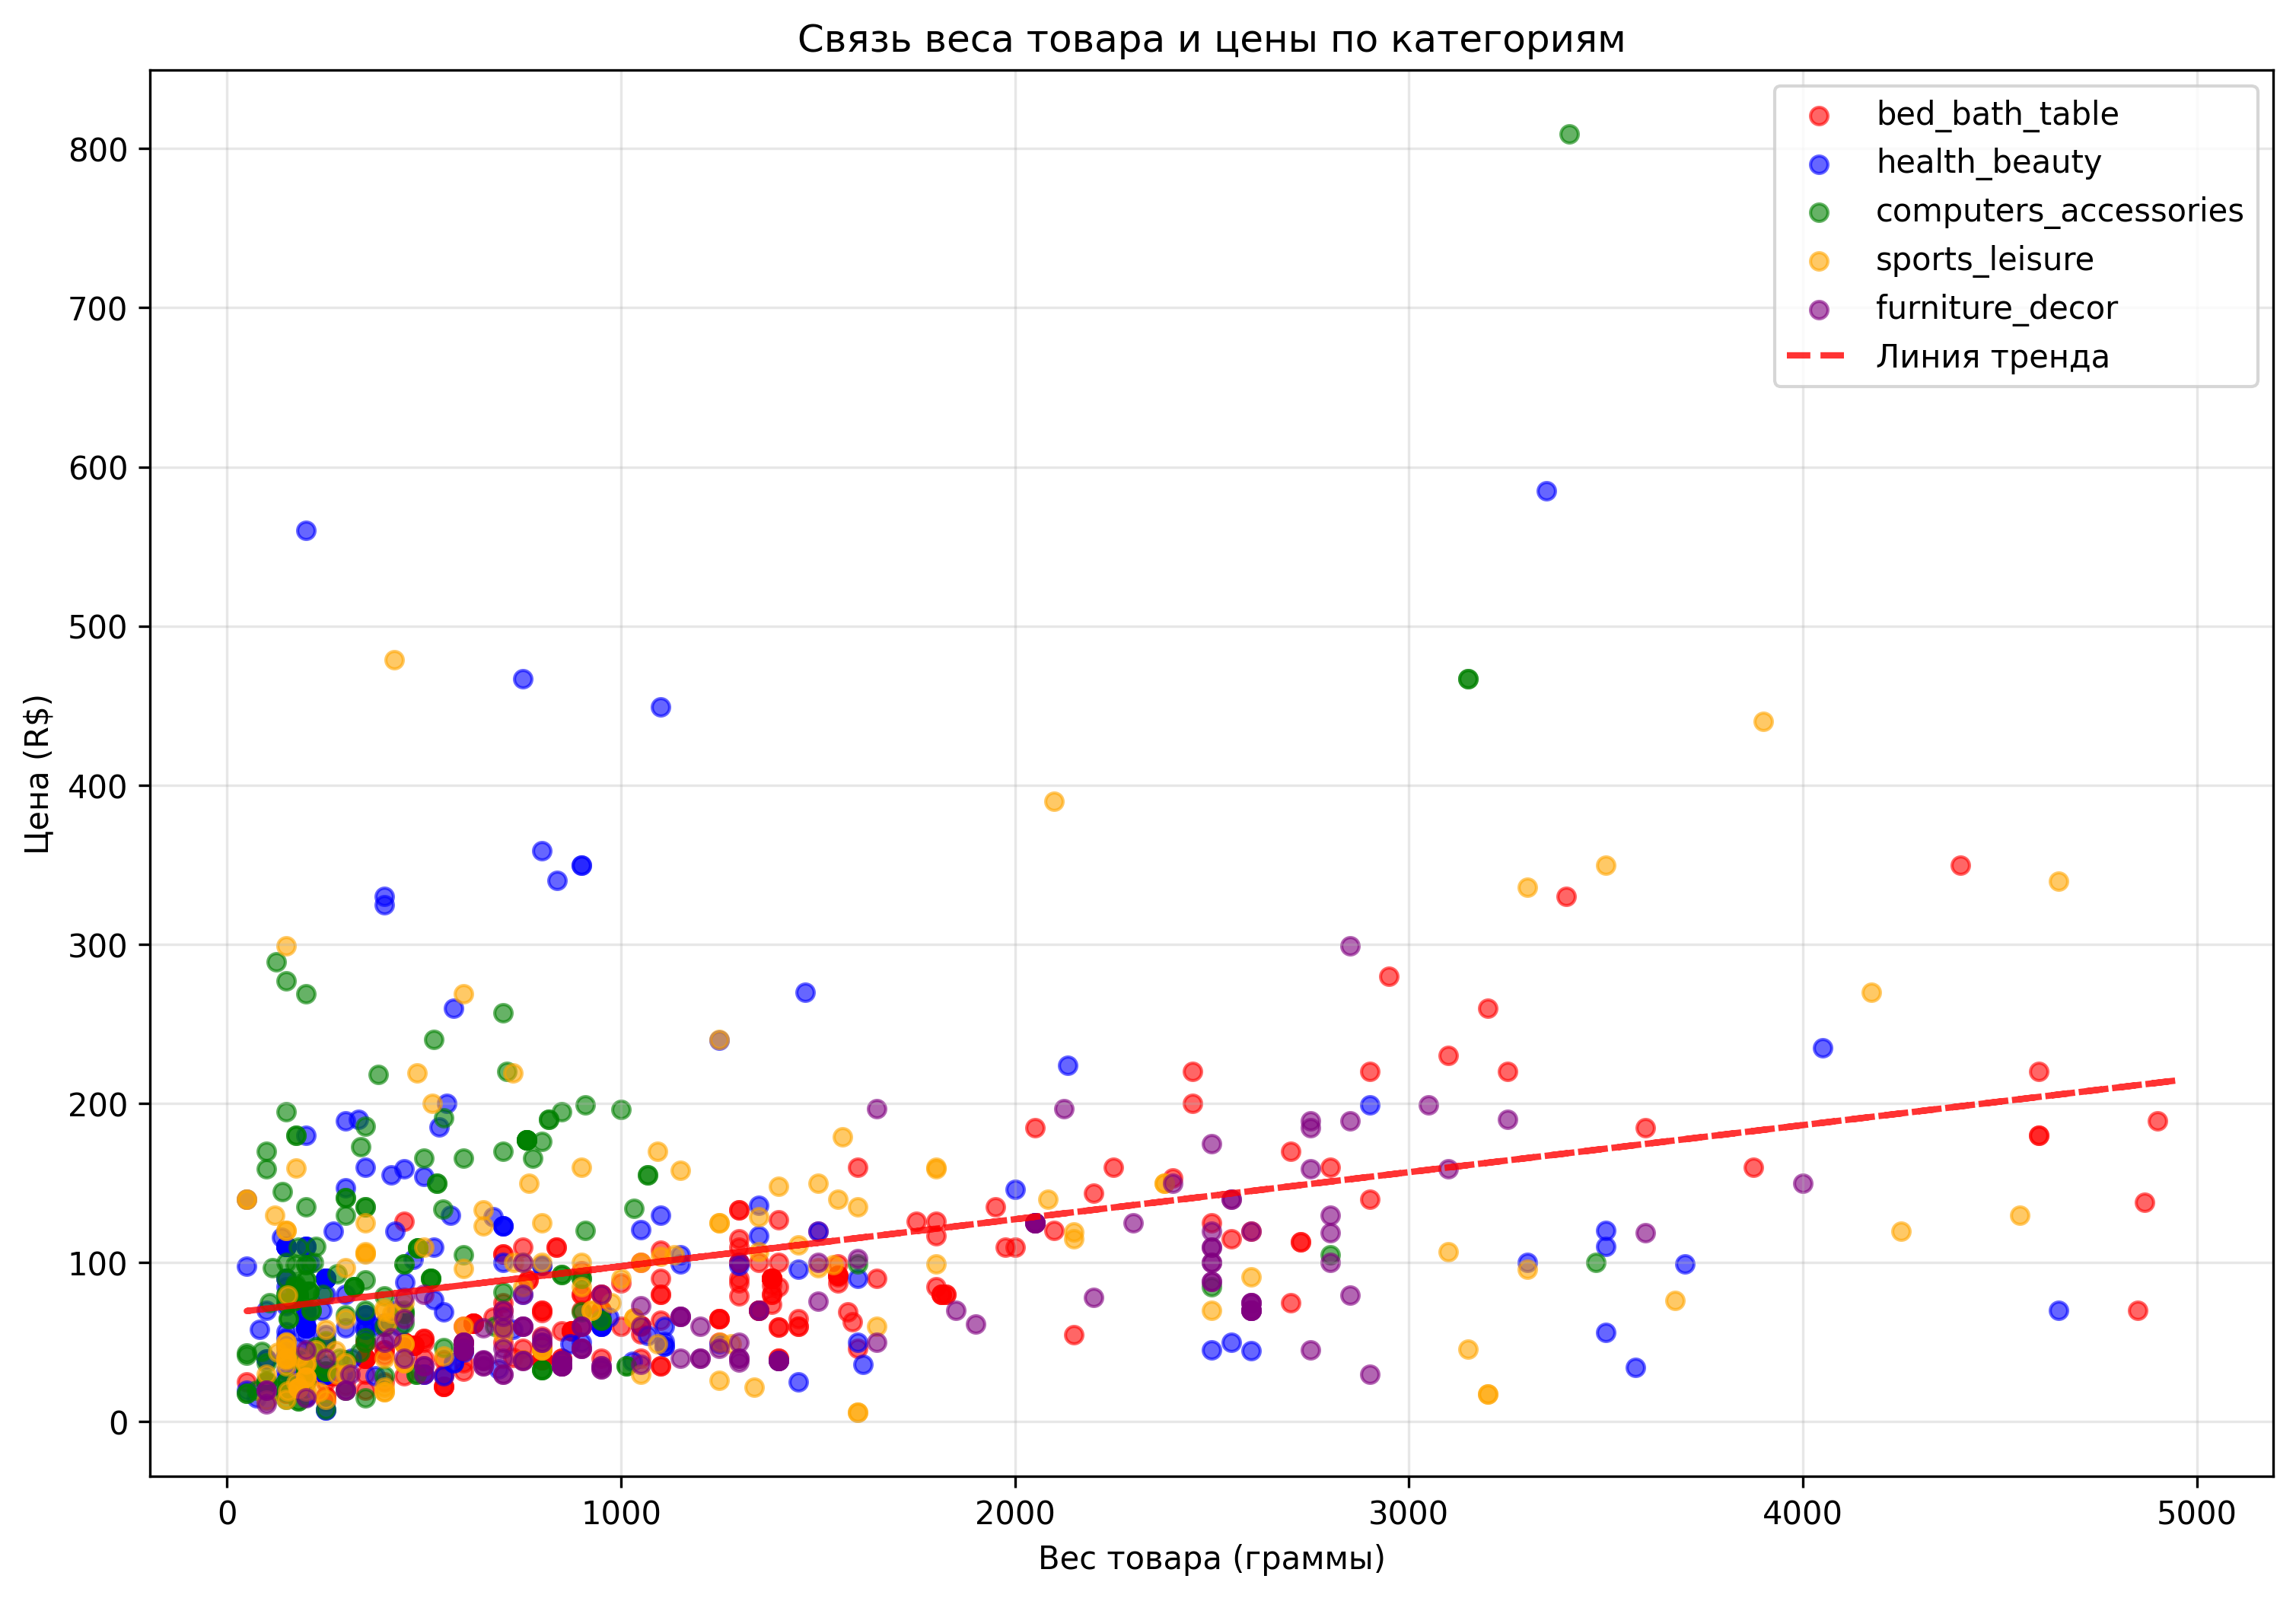 Связь веса товара и цены по категориям
bed_bath_table
health_beauty
computers_accessories
sports_leisure
furniture_decor
Линия тренда
Цена (R$)
800
700
600
500
400
300
200
100
0
0 1000 2000 3000 4000 5000
Вес товара (граммы)